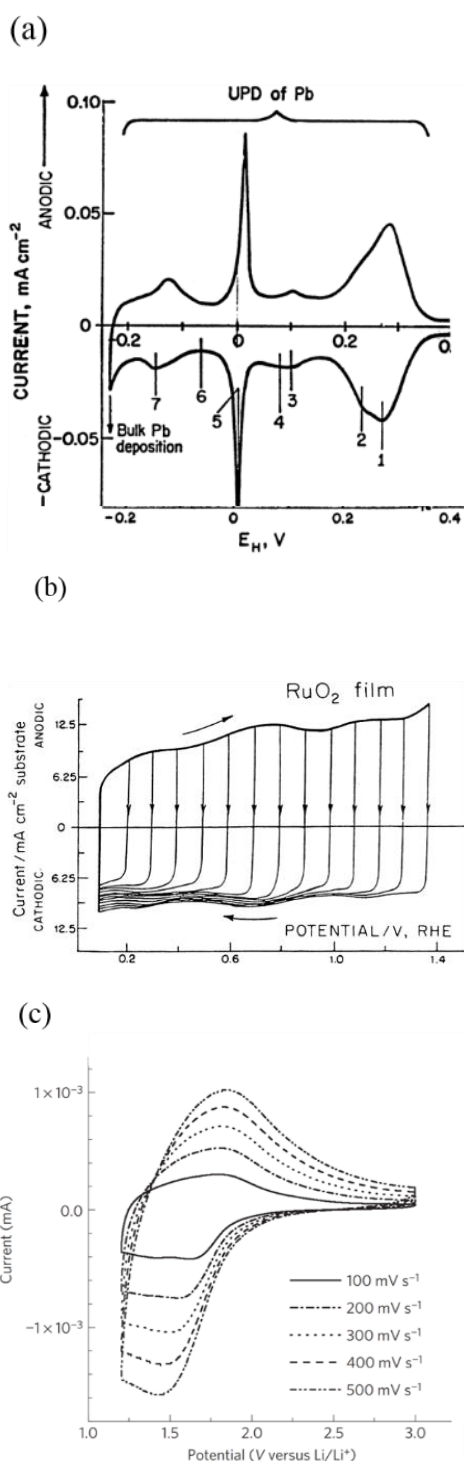 (a)
UPD of Pb
0.10
0.05
0
-0.05
CURRENT, mA cm⁻²
ANODIC
-CATHODIC
0
0.2
7
6
5
4
3
2
1
Bulk Pb
deposition
-0.2
0
0.2
0.4
E_H, V
(b)
RuO₂ film
12.5
6.25
0
6.25
12.5
Current/mA cm⁻² substrate
ANODIC
CATHODIC
POTENTIAL/V, RHE
0.2
0.6
1.0
1.4
(c)
1×10⁻³
0.0
−1×10⁻³
Current (mA)
100 mV s⁻¹
200 mV s⁻¹
300 mV s⁻¹
400 mV s⁻¹
500 mV s⁻¹
1.0
1.5
2.0
2.5
3.0
Potential (V versus Li/Li⁺)